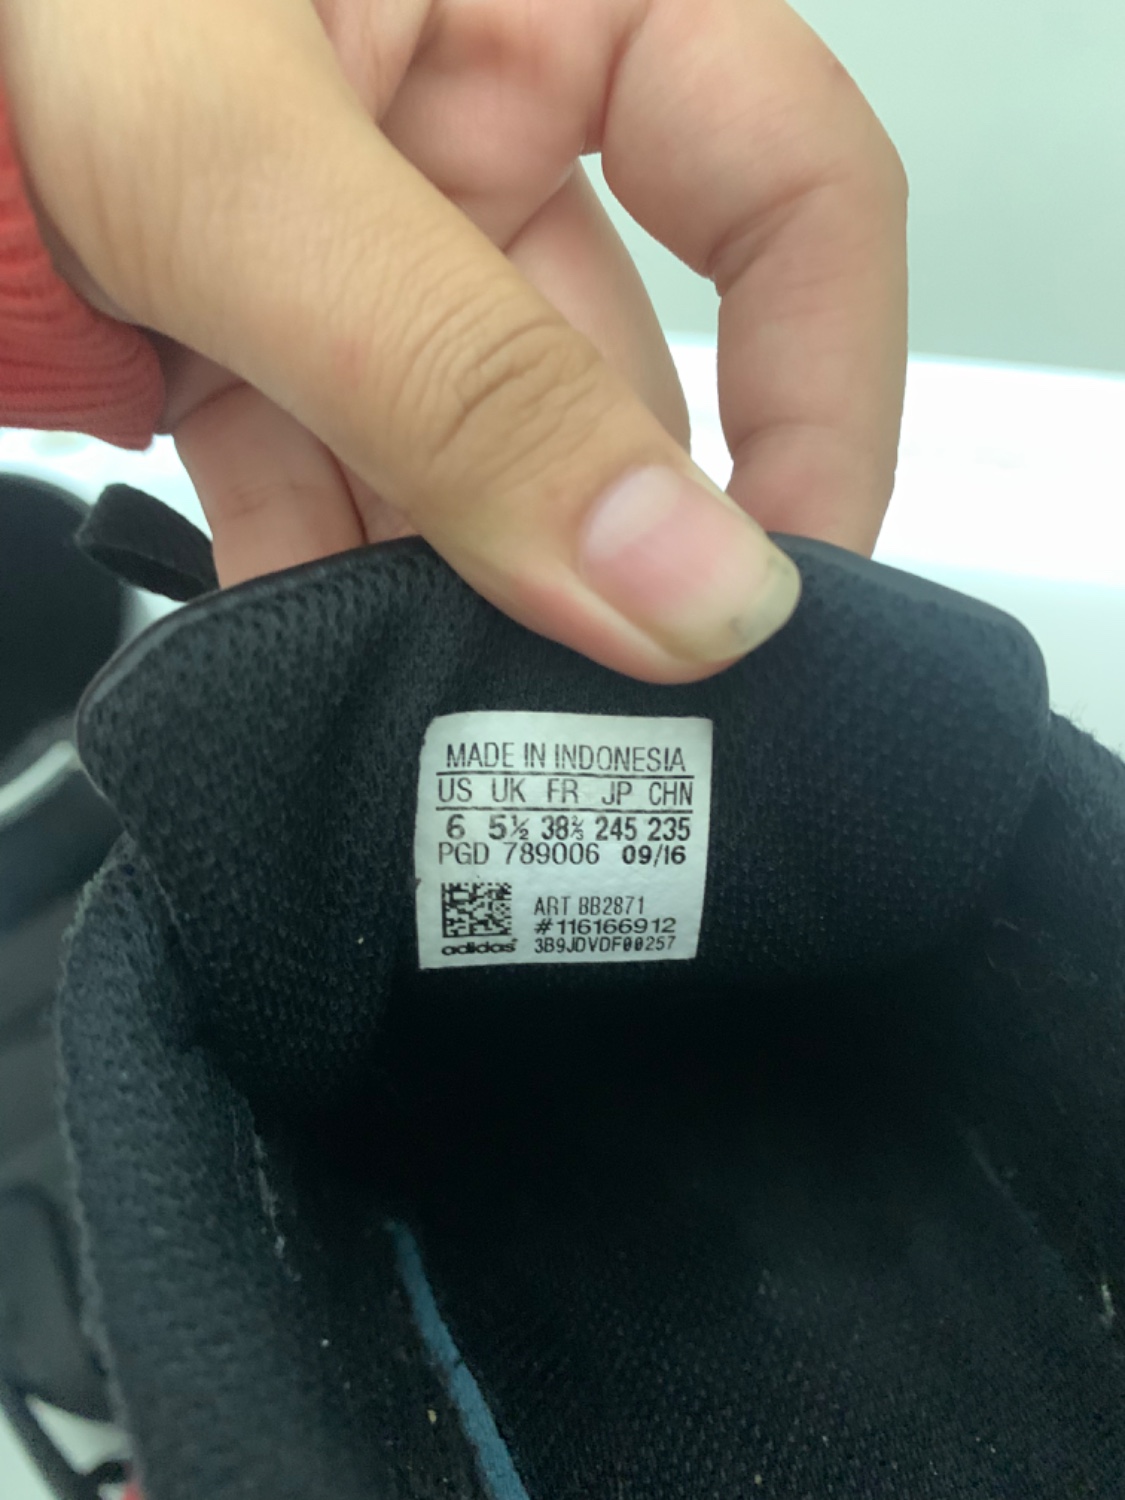 MADE IN INDONESIA
US UK FR JP CHN
6 5½ 38⅔ 245 235
PGD 789006 09/16
ART BB2871
#116166912
adidas 3B9JDVDF00257